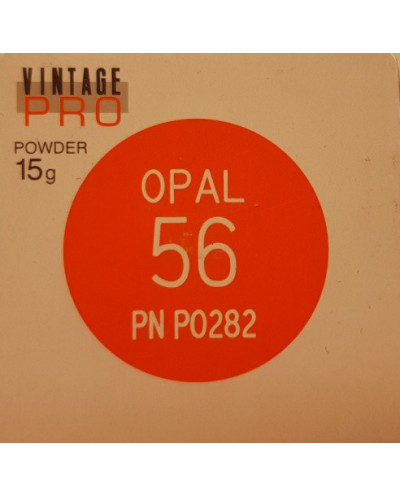 VINTAGE
PRO
POWDER
15g
OPAL
56
PN P0282